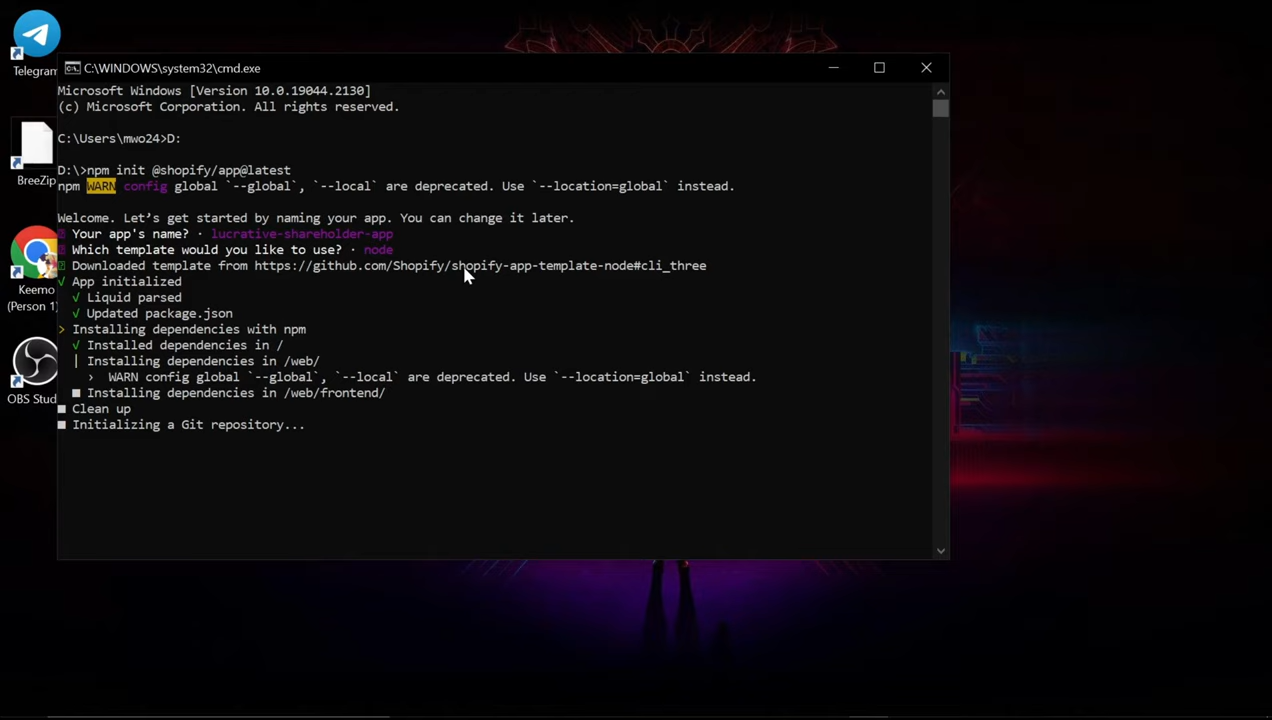 Telegram
BreeZip
Keemo
(Person 1)
OBS Stud
C:\WINDOWS\system32\cmd.exe
Microsoft Windows [Version 10.0.19044.2130]
(c) Microsoft Corporation. All rights reserved.
C:\Users\mwo24>D:
D:\>npm init @shopify/app@latest
npm WARN config global `--global`, `--local` are deprecated. Use `--location=global` instead.
Welcome. Let’s get started by naming your app. You can change it later.
Your app's name? · lucrative-shareholder-app
Which template would you like to use? · node
Downloaded template from https://github.com/Shopify/shopify-app-template-node#cli_three
√ App initialized
√ Liquid parsed
√ Updated package.json
> Installing dependencies with npm
√ Installed dependencies in /
| Installing dependencies in /web/
› WARN config global `--global`, `--local` are deprecated. Use `--location=global` instead.
■ Installing dependencies in /web/frontend/
■ Clean up
■ Initializing a Git repository...